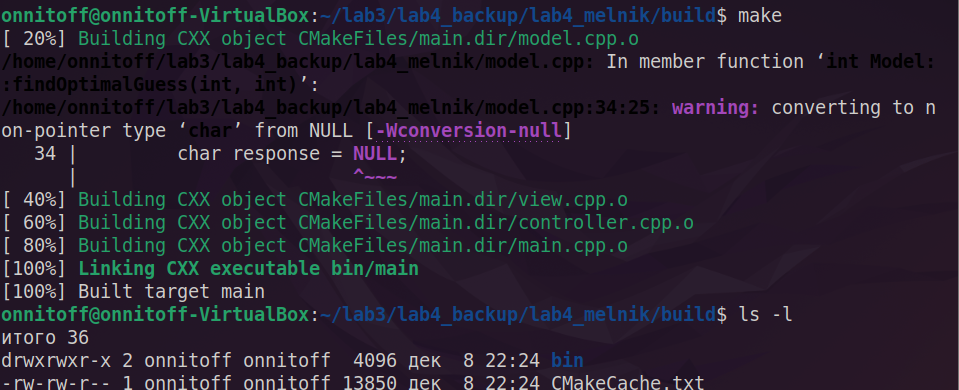 onnitoff@onnitoff-VirtualBox:~/lab3/lab4_backup/lab4_melnik/build$ make
[ 20%] Building CXX object CMakeFiles/main.dir/model.cpp.o
/home/onnitoff/lab3/lab4_backup/lab4_melnik/model.cpp: In member function ‘int Model:
:findOptimalGuess(int, int)’:
/home/onnitoff/lab3/lab4_backup/lab4_melnik/model.cpp:34:25: warning: converting to n
on-pointer type ‘char’ from NULL [-Wconversion-null]
   34 |         char response = NULL;
      |                         ^~~~
[ 40%] Building CXX object CMakeFiles/main.dir/view.cpp.o
[ 60%] Building CXX object CMakeFiles/main.dir/controller.cpp.o
[ 80%] Building CXX object CMakeFiles/main.dir/main.cpp.o
[100%] Linking CXX executable bin/main
[100%] Built target main
onnitoff@onnitoff-VirtualBox:~/lab3/lab4_backup/lab4_melnik/build$ ls -l
итого 36
drwxrwxr-x 2 onnitoff onnitoff  4096 дек  8 22:24 bin
-rw-rw-r-- 1 onnitoff onnitoff 13850 дек  8 22:24 CMakeCache.txt